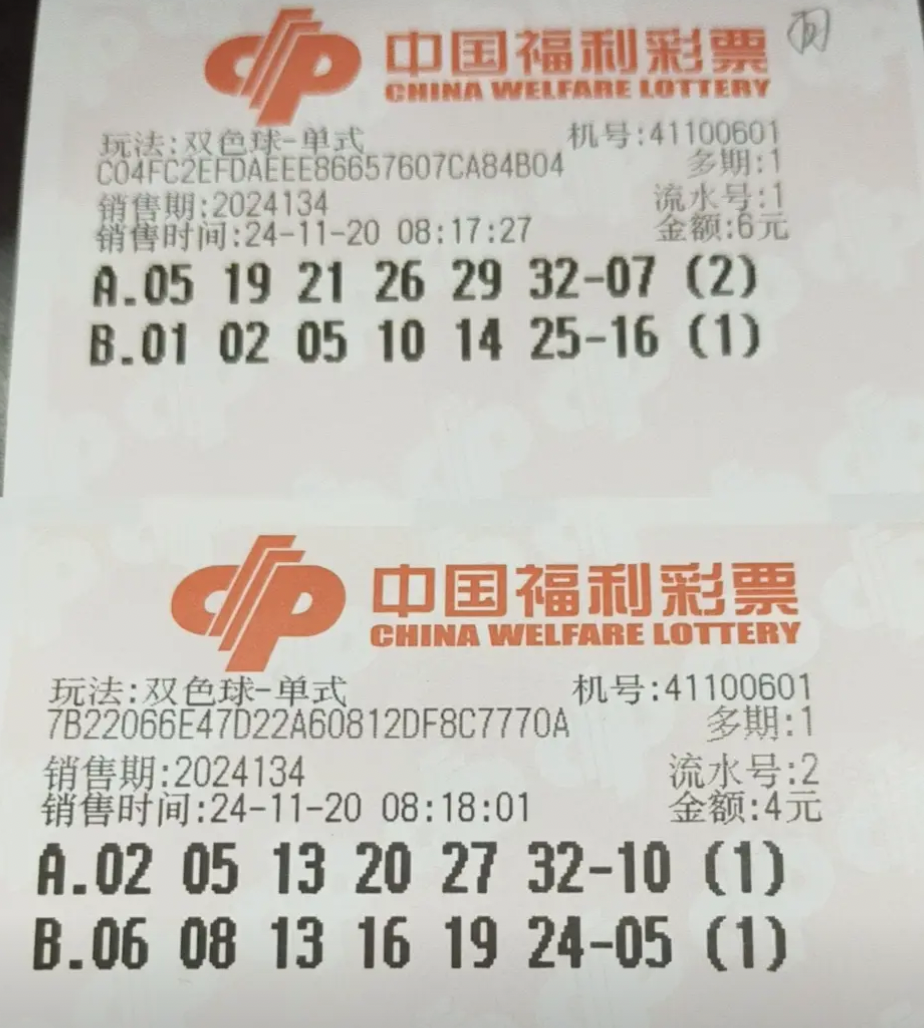 中国福利彩票
CHINA WELFARE LOTTERY
玩法:双色球-单式 机号:41100601
C04FC2EFDAEEE86657607CA84B04 多期:1
销售期:2024134 流水号:1
销售时间:24-11-20 08:17:27 金额:6元
A.05 19 21 26 29 32-07 (2)
B.01 02 05 10 14 25-16 (1)
中国福利彩票
CHINA WELFARE LOTTERY
玩法:双色球-单式 机号:41100601
7B22066E47D22A60812DF8C7770A 多期:1
销售期:2024134 流水号:2
销售时间:24-11-20 08:18:01 金额:4元
A.02 05 13 20 27 32-10 (1)
B.06 08 13 16 19 24-05 (1)